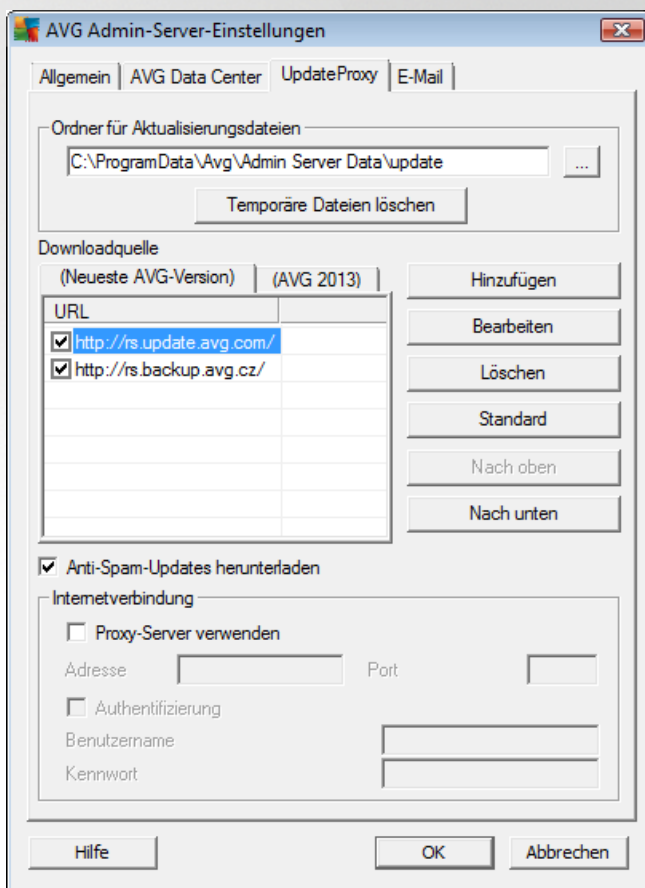 AVG Admin-Server-Einstellungen
Allgemein
AVG Data Center
UpdateProxy
E-Mail
Ordner für Aktualisierungsdateien
C:\ProgramData\Avg\Admin Server Data\update
...
Temporäre Dateien löschen
Downloadquelle
(Neueste AVG-Version)
(AVG 2013)
URL
http://rs.update.avg.com/
http://rs.backup.avg.cz/
Hinzufügen
Bearbeiten
Löschen
Standard
Nach oben
Nach unten
Anti-Spam-Updates herunterladen
Internetverbindung
Proxy-Server verwenden
Adresse
Port
Authentifizierung
Benutzername
Kennwort
Hilfe
OK
Abbrechen